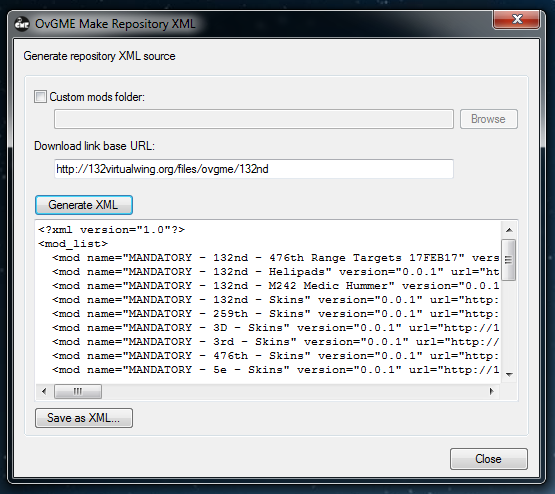 OvGME Make Repository XML
Generate repository XML source
Custom mods folder:
Browse
Download link base URL:
http://132virtualwing.org/files/ovgme/132nd
Generate XML
<?xml version="1.0"?>
<mod_list>
<mod name="MANDATORY - 132nd - 476th Range Targets 17FEB17" vers
<mod name="MANDATORY - 132nd - Helipads" version="0.0.1" url="ht
<mod name="MANDATORY - 132nd - M242 Medic Hummer" version="0.0.1
<mod name="MANDATORY - 132nd - Skins" version="0.0.1" url="http:
<mod name="MANDATORY - 259th - Skins" version="0.0.1" url="http:
<mod name="MANDATORY - 3D - Skins" version="0.0.1" url="http://1
<mod name="MANDATORY - 3rd - Skins" version="0.0.1" url="http://
<mod name="MANDATORY - 476th - Skins" version="0.0.1" url="http:
<mod name="MANDATORY - 5e - Skins" version="0.0.1" url="http://1
Save as XML...
Close